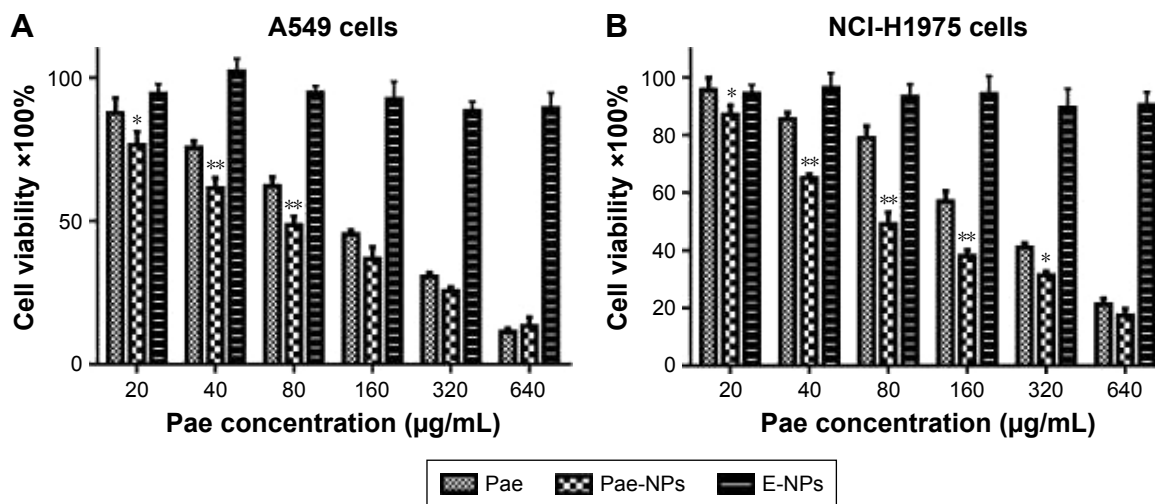 A
A549 cells
Cell viability ×100%
100
50
0
*
**
**
20 40 80 160 320 640
Pae concentration (µg/mL)
B
NCI-H1975 cells
Cell viability ×100%
100
80
60
40
20
0
*
**
**
**
*
20 40 80 160 320 640
Pae concentration (µg/mL)
Pae Pae-NPs E-NPs